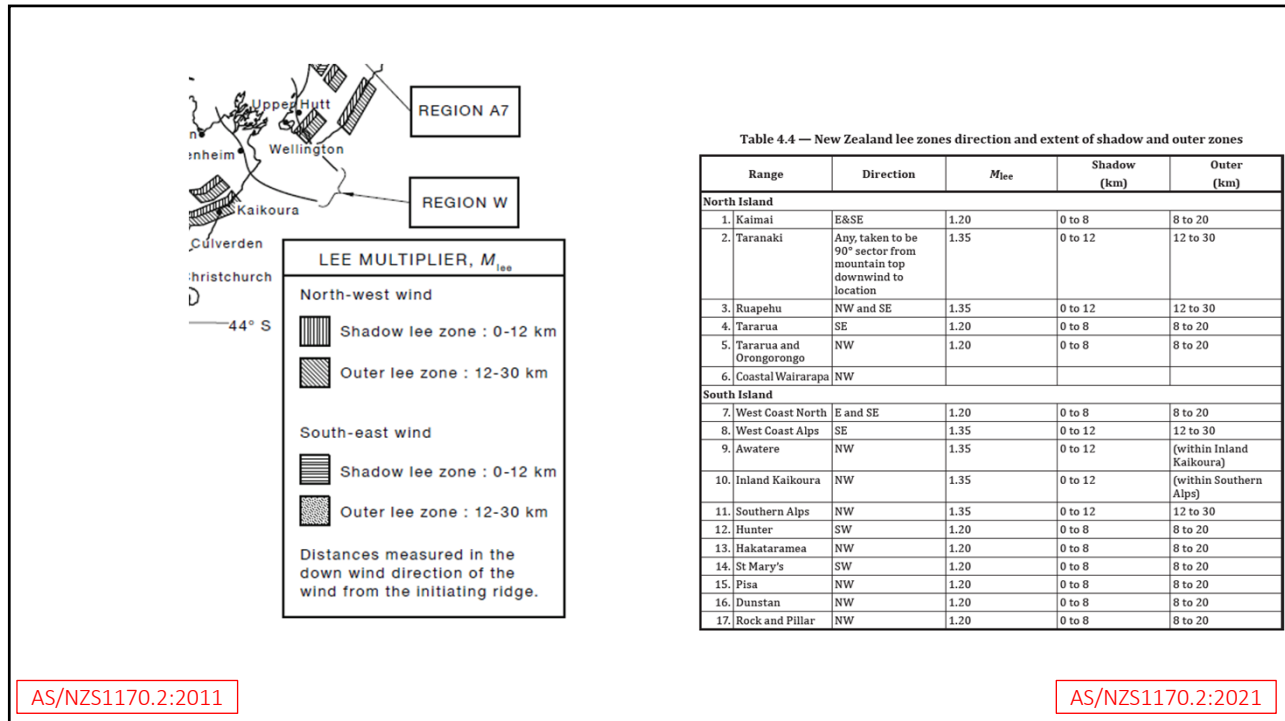 REGION A7
Upper Hutt
n
enheim
Wellington
REGION W
Kaikoura
Culverden
hristchurch
44° S
LEE MULTIPLIER, Mlee
North-west wind
Shadow lee zone : 0-12 km
Outer lee zone : 12-30 km
South-east wind
Shadow lee zone : 0-12 km
Outer lee zone : 12-30 km
Distances measured in the
down wind direction of the
wind from the initiating ridge.
AS/NZS1170.2:2011
Table 4.4 — New Zealand lee zones direction and extent of shadow and outer zones
Range Direction Mlee Shadow (km) Outer (km)
North Island
1. Kaimai E&SE 1.20 0 to 8 8 to 20
2. Taranaki Any, taken to be 1.35 0 to 12 12 to 30
90° sector from
mountain top
downwind to
location
3. Ruapehu NW and SE 1.35 0 to 12 12 to 30
4. Tararua SE 1.20 0 to 8 8 to 20
5. Tararua and NW 1.20 0 to 8 8 to 20
Orongorongo
6. Coastal Wairarapa NW
South Island
7. West Coast North E and SE 1.20 0 to 8 8 to 20
8. West Coast Alps SE 1.35 0 to 12 12 to 30
9. Awatere NW 1.35 0 to 12 (within Inland
Kaikoura)
10. Inland Kaikoura NW 1.35 0 to 12 (within Southern
Alps)
11. Southern Alps NW 1.35 0 to 12 12 to 30
12. Hunter SW 1.20 0 to 8 8 to 20
13. Hakataramea NW 1.20 0 to 8 8 to 20
14. St Mary's SW 1.20 0 to 8 8 to 20
15. Pisa NW 1.20 0 to 8 8 to 20
16. Dunstan NW 1.20 0 to 8 8 to 20
17. Rock and Pillar NW 1.20 0 to 8 8 to 20
AS/NZS1170.2:2021